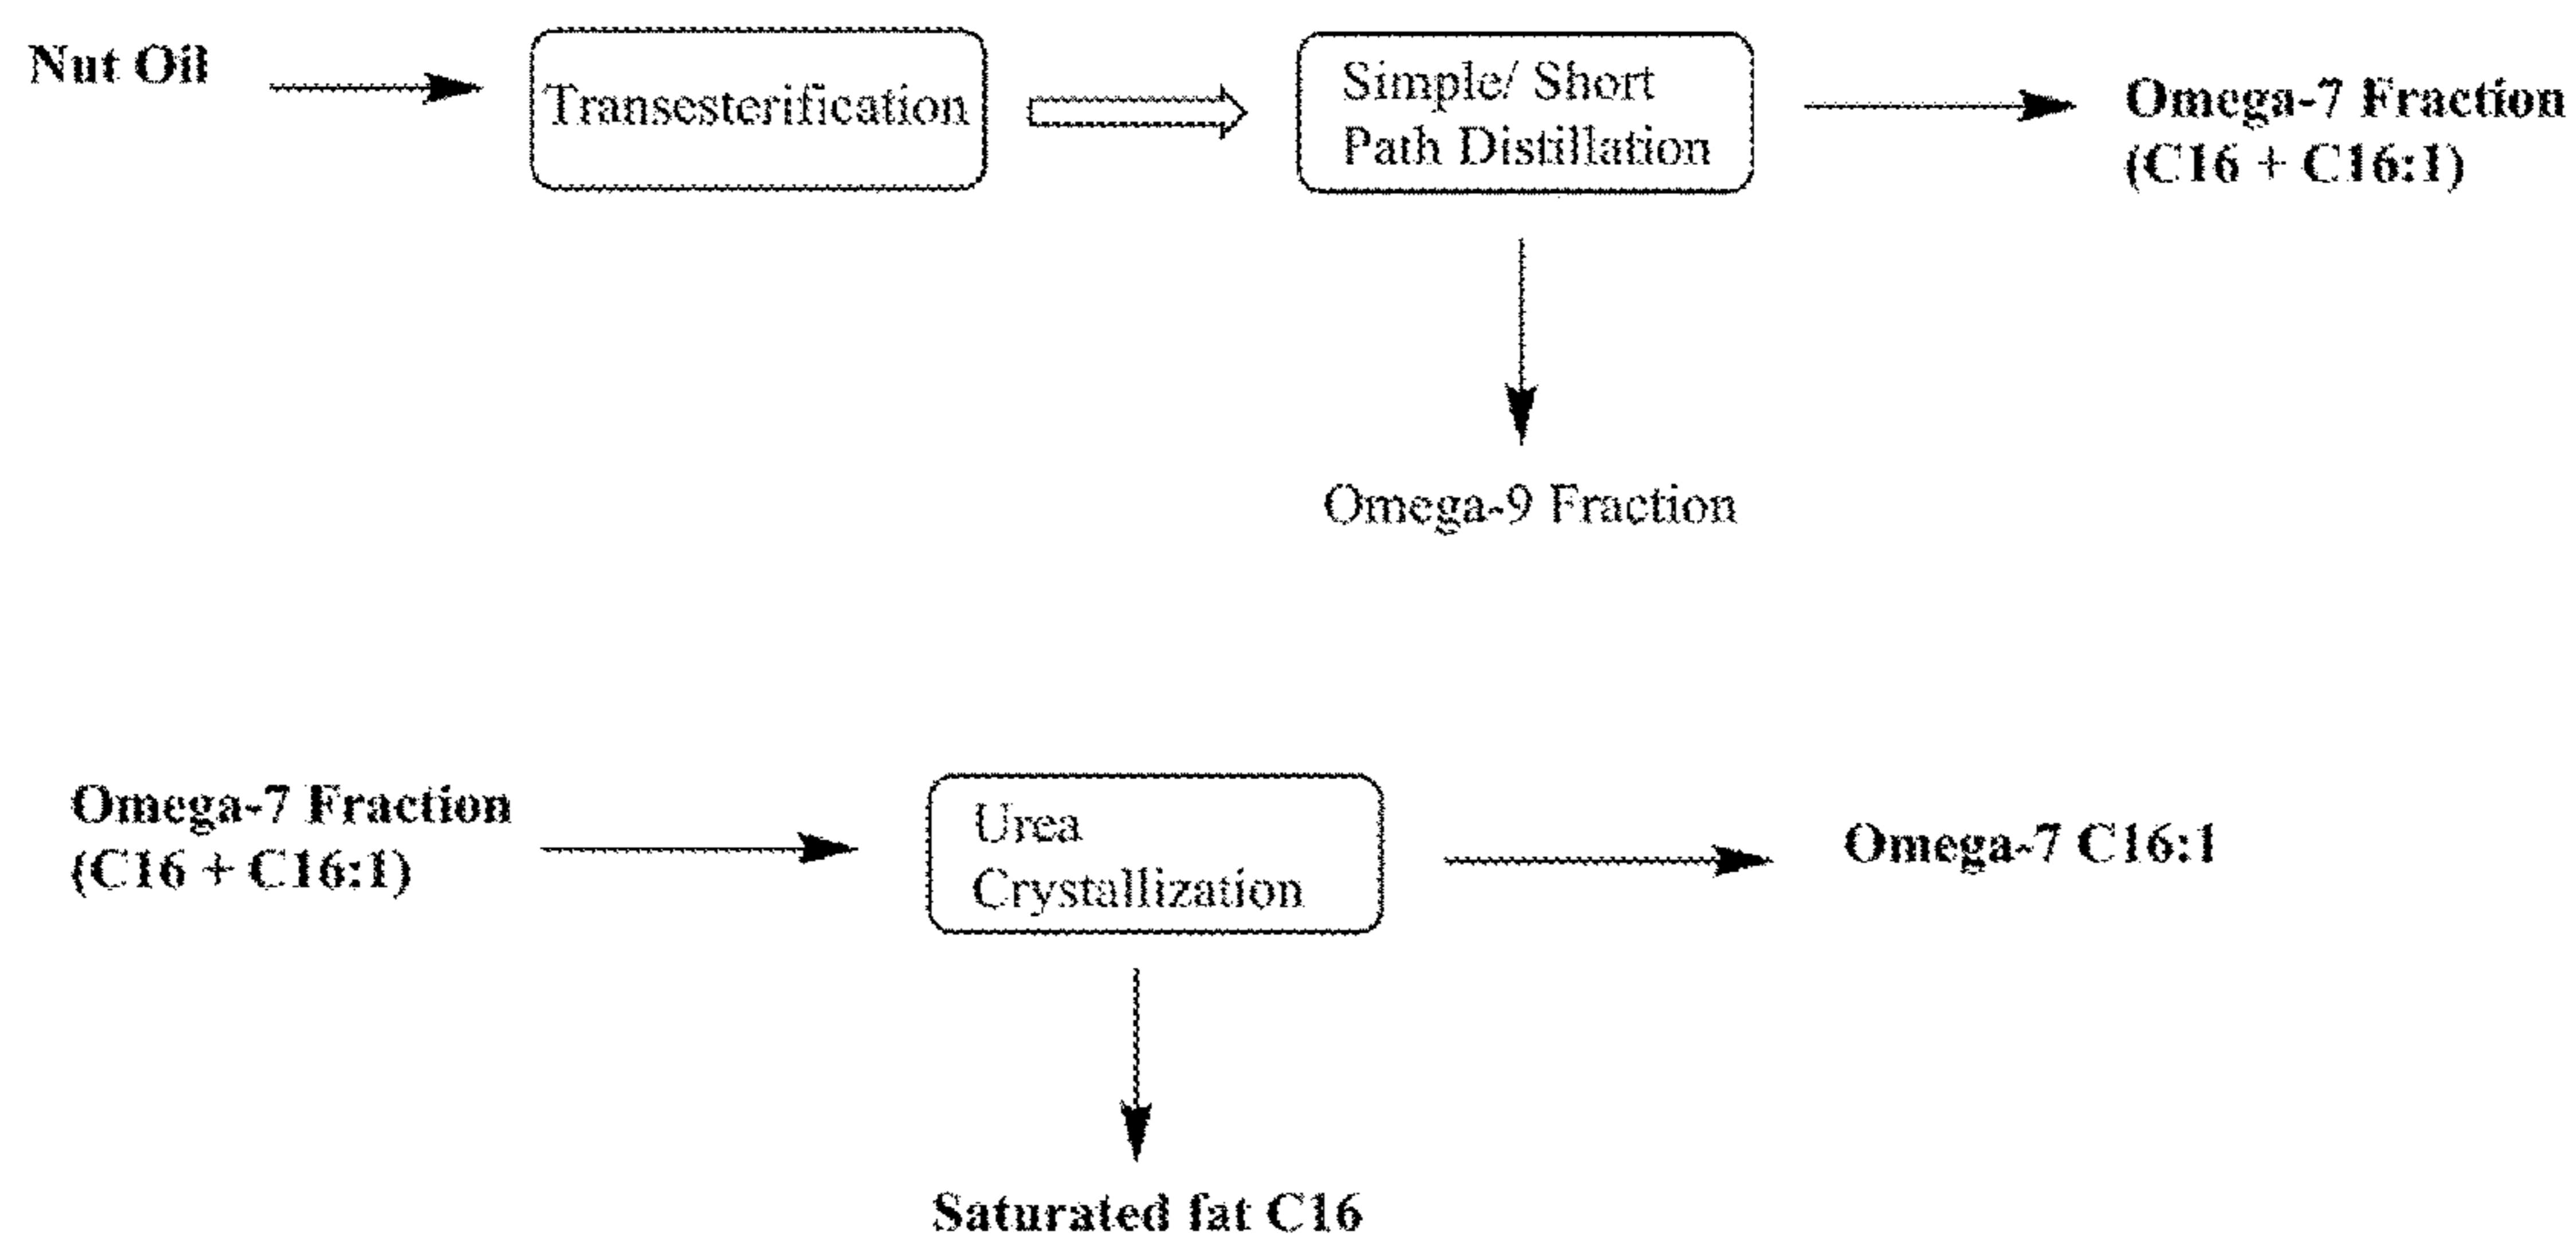 Nut Oil
Transesterification
Simple/ Short
Path Distillation
Omega-7 Fraction
(C16 + C16:1)
Omega-9 Fraction
Omega-7 Fraction
(C16 + C16:1)
Urea
Crystallization
Omega-7 C16:1
Saturated fat C16